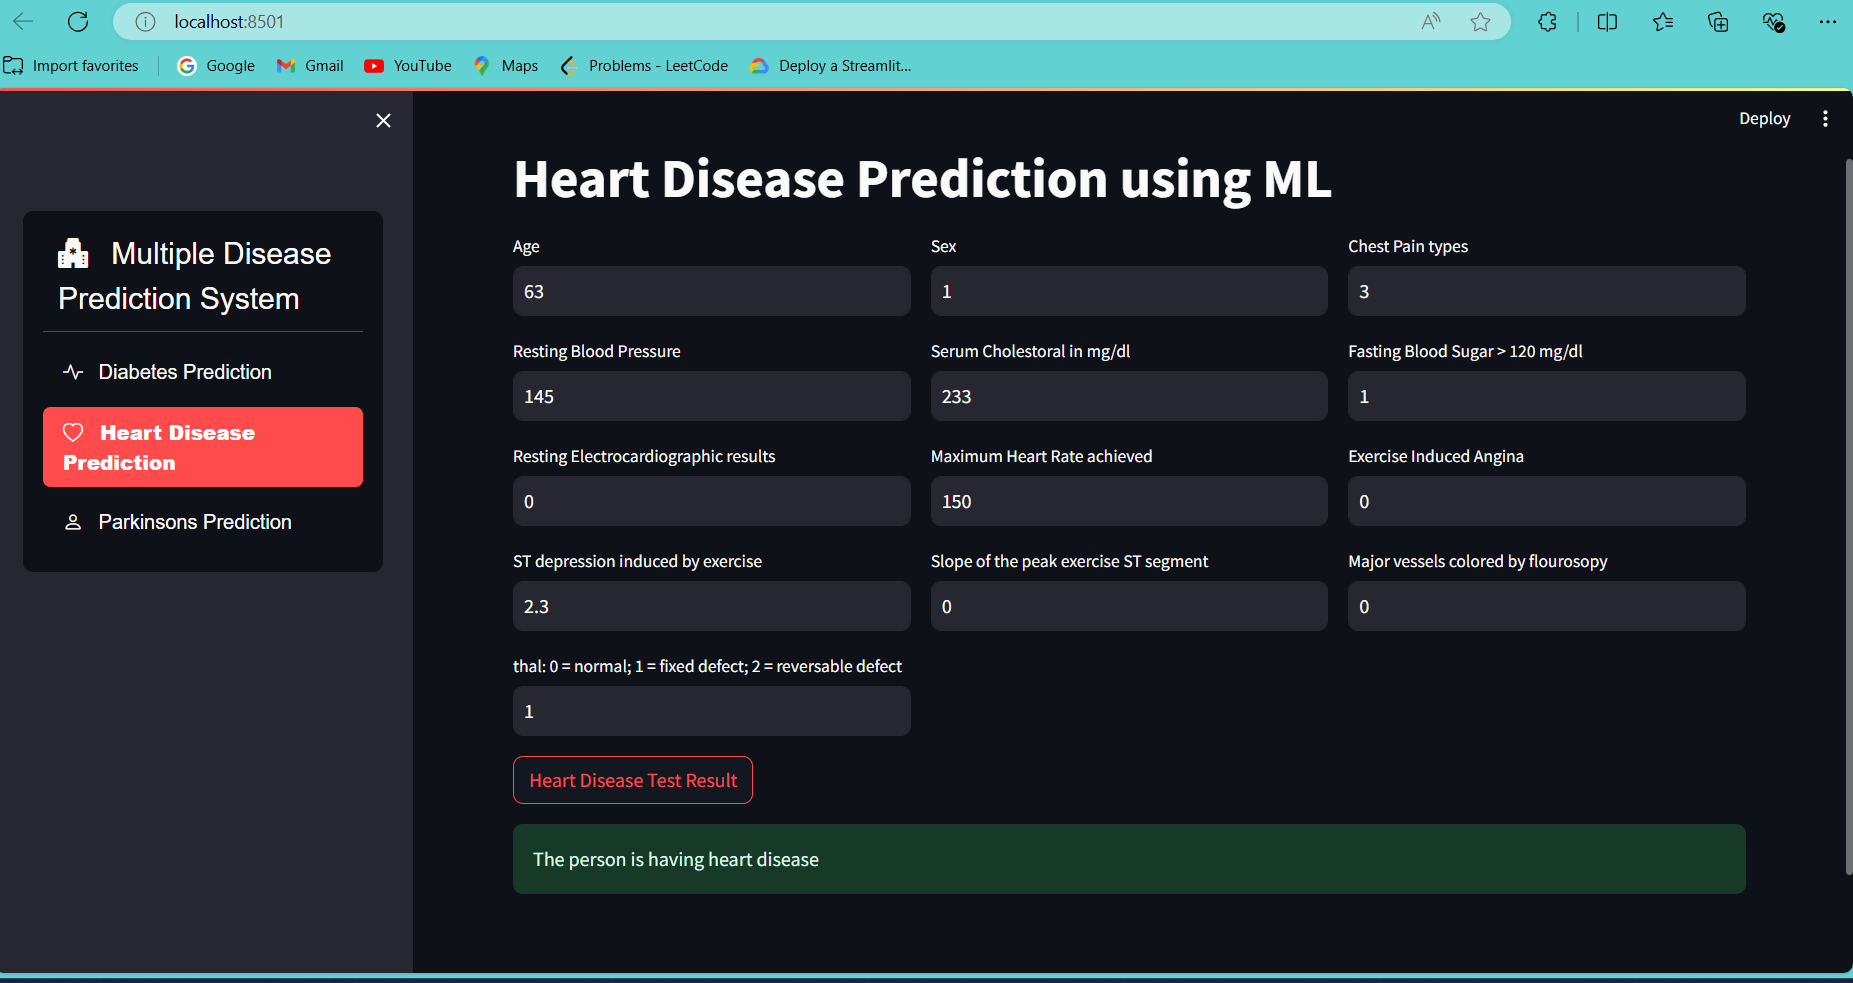 localhost:8501
Import favorites
Google
Gmail
YouTube
Maps
Problems - LeetCode
Deploy a Streamlit...
Deploy
Multiple Disease
Prediction System
Diabetes Prediction
Heart Disease
Prediction
Parkinsons Prediction
Heart Disease Prediction using ML
Age
Sex
Chest Pain types
63
1
3
Resting Blood Pressure
Serum Cholestoral in mg/dl
Fasting Blood Sugar > 120 mg/dl
145
233
1
Resting Electrocardiographic results
Maximum Heart Rate achieved
Exercise Induced Angina
0
150
0
ST depression induced by exercise
Slope of the peak exercise ST segment
Major vessels colored by flourosopy
2.3
0
0
thal: 0 = normal; 1 = fixed defect; 2 = reversable defect
1
Heart Disease Test Result
The person is having heart disease